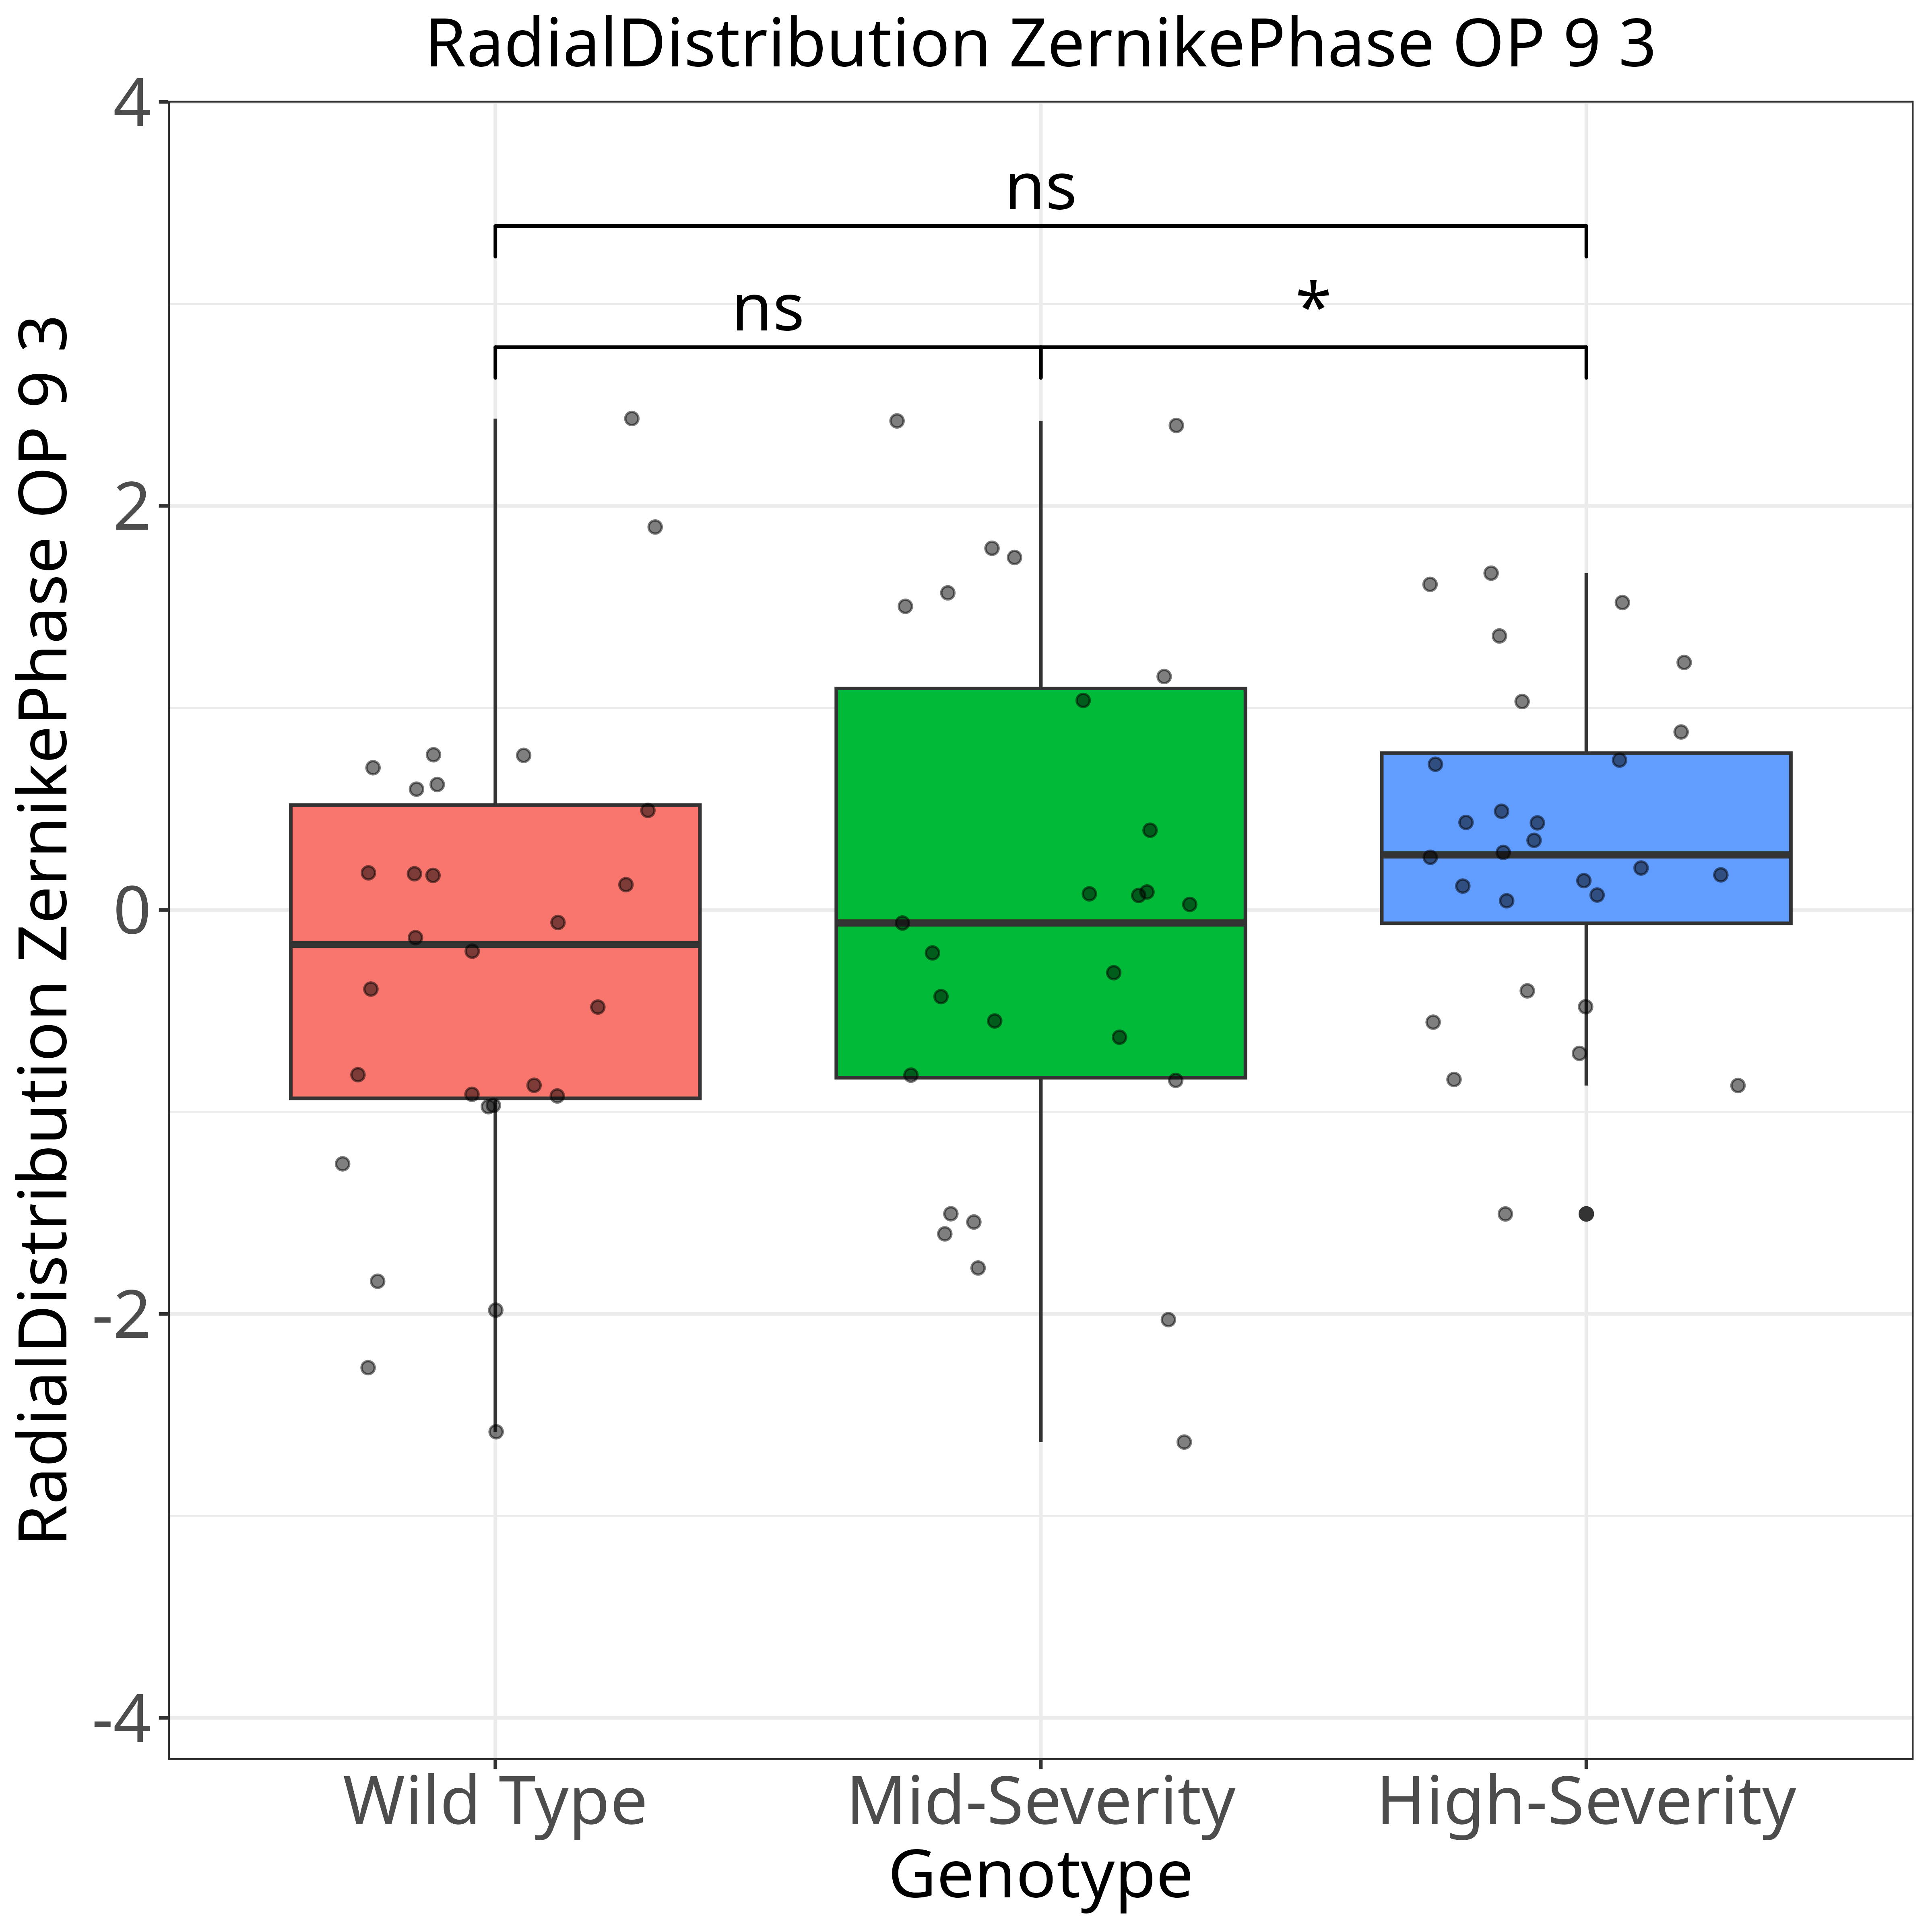 RadialDistribution ZernikePhase OP 9 3
RadialDistribution ZernikePhase OP 9 3
4
2
0
-2
-4
ns
ns
*
Wild Type
Mid-Severity
High-Severity
Genotype